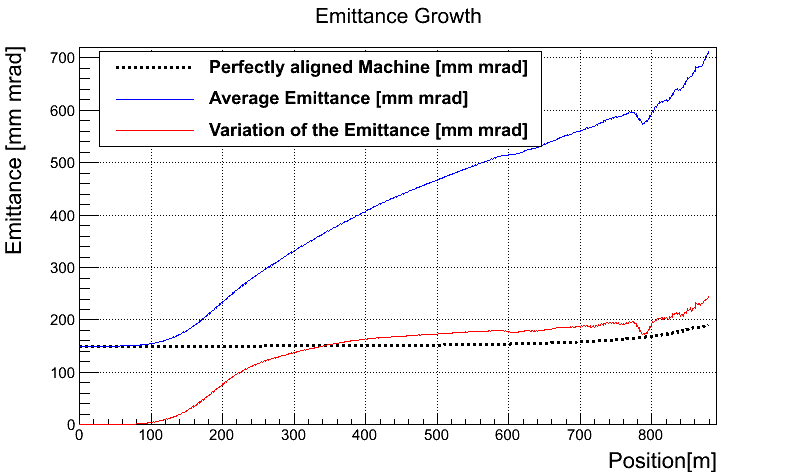 Emittance Growth
Emittance [mm mrad]
700
600
500
400
300
200
100
0
Perfectly aligned Machine [mm mrad]
Average Emittance [mm mrad]
Variation of the Emittance [mm mrad]
0 100 200 300 400 500 600 700 800
Position[m]